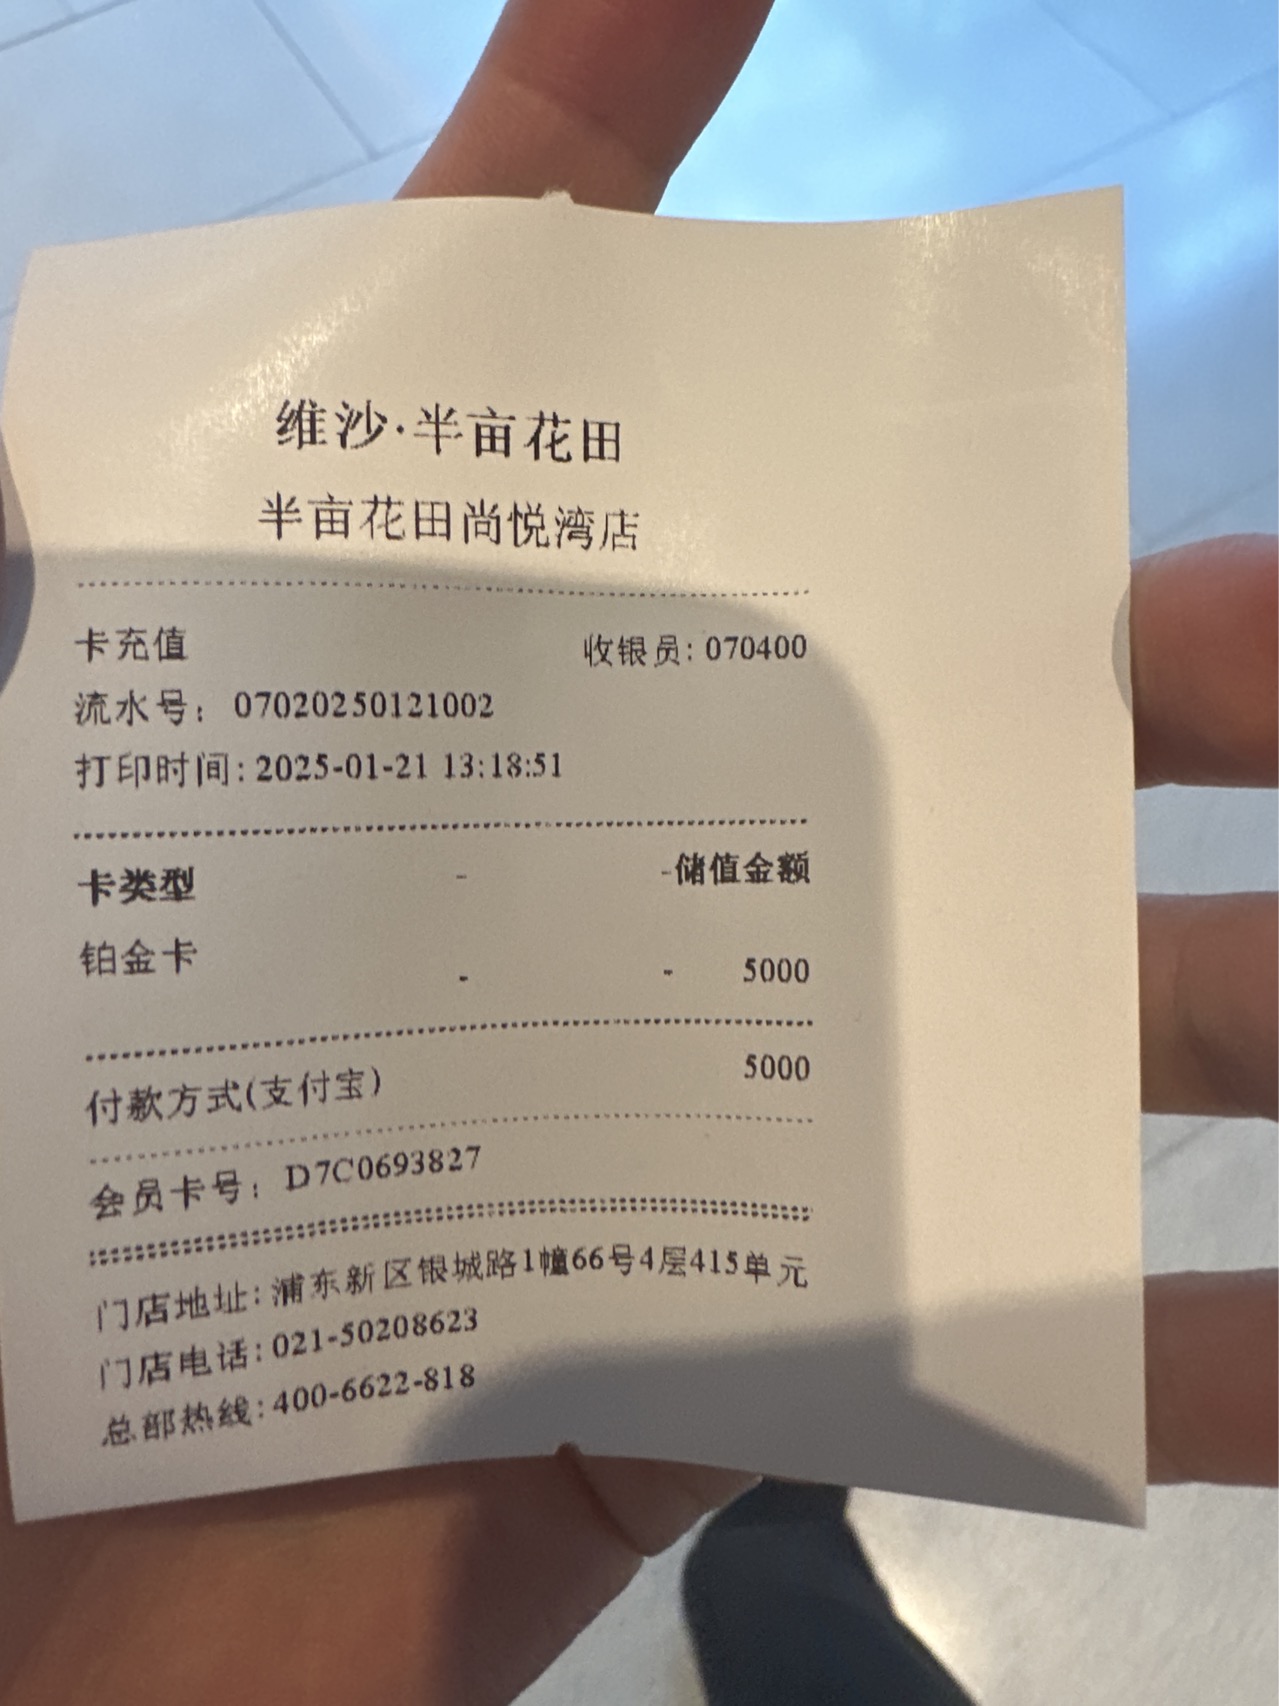 维沙·半亩花田
半亩花田尚悦湾店
卡充值 收银员: 070400
流水号: 07020250121002
打印时间: 2025-01-21 13:18:51
卡类型 - -储值金额
铂金卡 - - 5000
付款方式(支付宝) 5000
会员卡号: D7C0693827
门店地址: 浦东新区银城路1幢66号4层415单元
门店电话: 021-50208623
总部热线: 400-6622-818